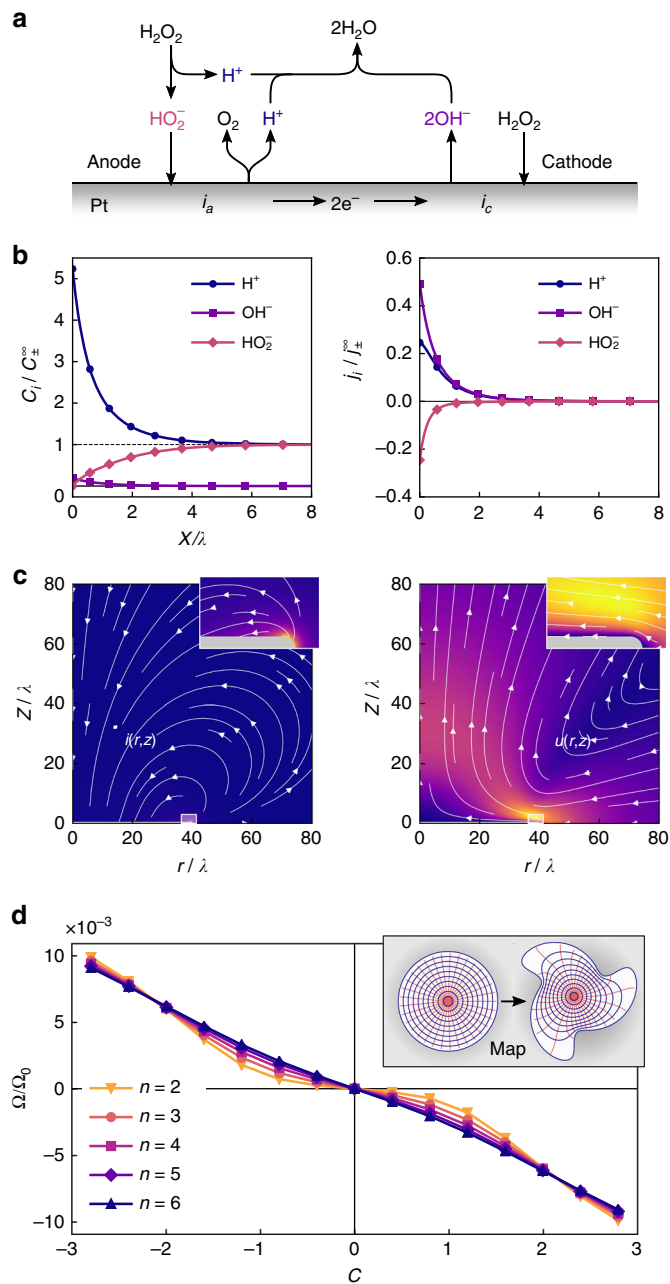 a
H₂O₂
2H₂O
H⁺
HO₂⁻
O₂
H⁺
2OH⁻
H₂O₂
Anode
Cathode
Pt
iₐ
2e⁻
i_c
b
H⁺
OH⁻
HO₂⁻
C_i / C_±^∞
5
4
3
2
1
0
0 2 4 6 8
X/λ
H⁺
OH⁻
HO₂⁻
j_i / j_±^∞
0.6
0.4
0.2
0.0
−0.2
−0.4
0 2 4 6 8
c
Z / λ
80
60
40
20
0
i(r,z)
0 20 40 60 80
r / λ
Z / λ
80
60
40
20
0
u(r,z)
0 20 40 60 80
r / λ
d
×10⁻³
Ω/Ω₀
10
5
0
−5
−10
Map
n = 2
n = 3
n = 4
n = 5
n = 6
−3 −2 −1 0 1 2 3
C